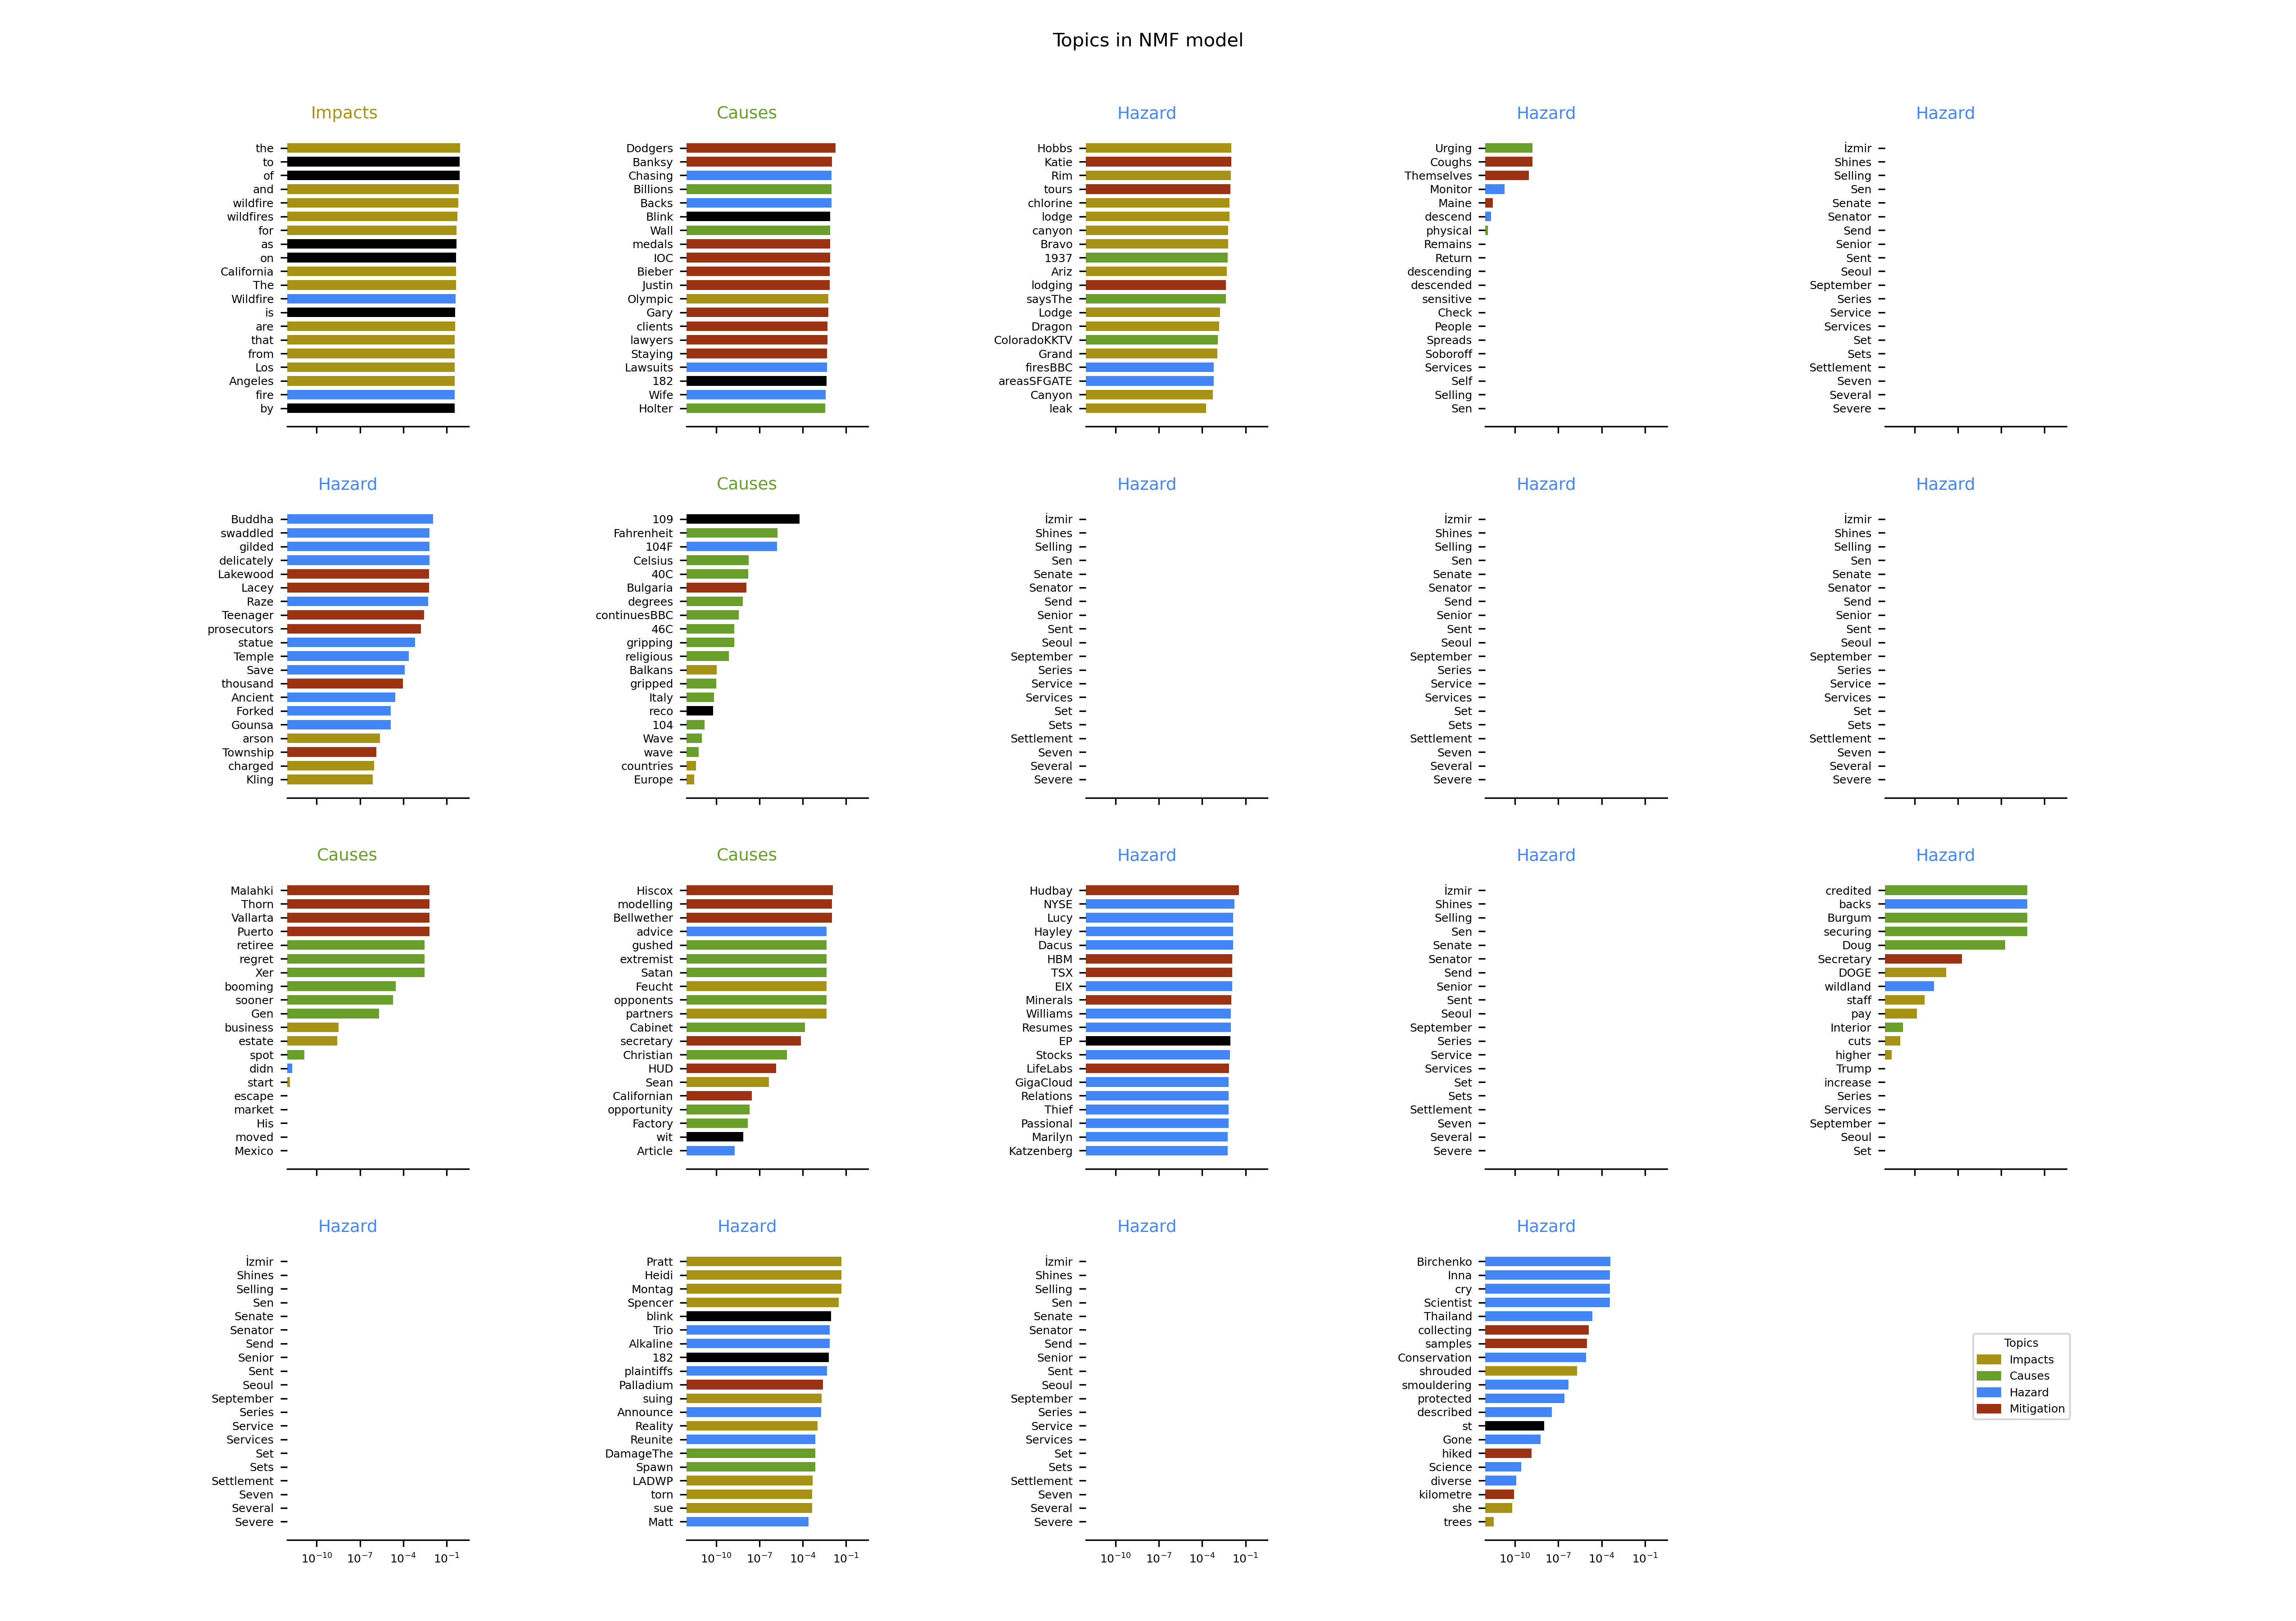 Topics in NMF model
Impacts
the
to
of
and
wildfire
wildfires
for
as
on
California
The
Wildfire
is
are
that
from
Los
Angeles
fire
by
Causes
Dodgers
Banksy
Chasing
Billions
Backs
Blink
Wall
medals
IOC
Bieber
Justin
Olympic
Gary
clients
lawyers
Staying
Lawsuits
182
Wife
Holter
Hazard
Hobbs
Katie
Rim
tours
chlorine
lodge
canyon
Bravo
1937
Ariz
lodging
saysThe
Lodge
Dragon
ColoradoKKTV
Grand
firesBBC
areasSFGATE
Canyon
leak
Hazard
Urging
Coughs
Themselves
Monitor
Maine
descend
physical
Remains
Return
descending
descended
sensitive
Check
People
Spreads
Soboroff
Services
Self
Selling
Sen
Hazard
İzmir
Shines
Selling
Sen
Senate
Senator
Send
Senior
Sent
Seoul
September
Series
Service
Services
Set
Sets
Settlement
Seven
Several
Severe
Hazard
Buddha
swaddled
gilded
delicately
Lakewood
Lacey
Raze
Teenager
prosecutors
statue
Temple
Save
thousand
Ancient
Forked
Gounsa
arson
Township
charged
Kling
Causes
109
Fahrenheit
104F
Celsius
40C
Bulgaria
degrees
continuesBBC
46C
gripping
religious
Balkans
gripped
Italy
reco
104
Wave
wave
countries
Europe
Hazard
İzmir
Shines
Selling
Sen
Senate
Senator
Send
Senior
Sent
Seoul
September
Series
Service
Services
Set
Sets
Settlement
Seven
Several
Severe
Hazard
İzmir
Shines
Selling
Sen
Senate
Senator
Send
Senior
Sent
Seoul
September
Series
Service
Services
Set
Sets
Settlement
Seven
Several
Severe
Hazard
İzmir
Shines
Selling
Sen
Senate
Senator
Send
Senior
Sent
Seoul
September
Series
Service
Services
Set
Sets
Settlement
Seven
Several
Severe
Causes
Malahki
Thorn
Vallarta
Puerto
retiree
regret
Xer
booming
sooner
Gen
business
estate
spot
didn
start
escape
market
His
moved
Mexico
Causes
Hiscox
modelling
Bellwether
advice
gushed
extremist
Satan
Feucht
opponents
partners
Cabinet
secretary
Christian
HUD
Sean
Californian
opportunity
Factory
wit
Article
Hazard
Hudbay
NYSE
Lucy
Hayley
Dacus
HBM
TSX
EIX
Minerals
Williams
Resumes
EP
Stocks
LifeLabs
GigaCloud
Relations
Thief
Passional
Marilyn
Katzenberg
Hazard
İzmir
Shines
Selling
Sen
Senate
Senator
Send
Senior
Sent
Seoul
September
Series
Service
Services
Set
Sets
Settlement
Seven
Several
Severe
Hazard
credited
backs
Burgum
securing
Doug
Secretary
DOGE
wildland
staff
pay
Interior
cuts
higher
Trump
increase
Series
Services
September
Seoul
Set
Hazard
İzmir
Shines
Selling
Sen
Senate
Senator
Send
Senior
Sent
Seoul
September
Series
Service
Services
Set
Sets
Settlement
Seven
Several
Severe
10⁻¹⁰ 10⁻⁷ 10⁻⁴ 10⁻¹
Hazard
Pratt
Heidi
Montag
Spencer
blink
Trio
Alkaline
182
plaintiffs
Palladium
suing
Announce
Reality
Reunite
DamageThe
Spawn
LADWP
torn
sue
Matt
10⁻¹⁰ 10⁻⁷ 10⁻⁴ 10⁻¹
Hazard
İzmir
Shines
Selling
Sen
Senate
Senator
Send
Senior
Sent
Seoul
September
Series
Service
Services
Set
Sets
Settlement
Seven
Several
Severe
10⁻¹⁰ 10⁻⁷ 10⁻⁴ 10⁻¹
Hazard
Birchenko
Inna
cry
Scientist
Thailand
collecting
samples
Conservation
shrouded
smouldering
protected
described
st
Gone
hiked
Science
diverse
kilometre
she
trees
10⁻¹⁰ 10⁻⁷ 10⁻⁴ 10⁻¹
Topics
Impacts
Causes
Hazard
Mitigation